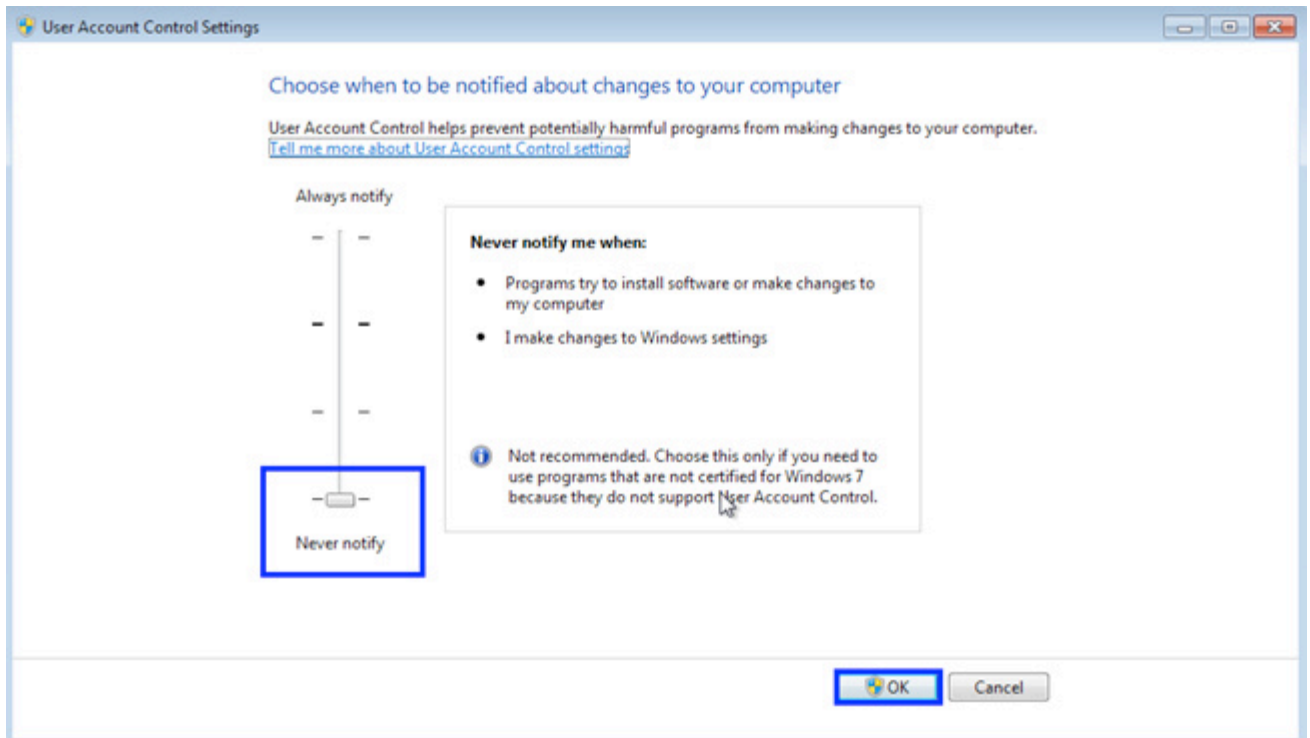 User Account Control Settings
Choose when to be notified about changes to your computer
User Account Control helps prevent potentially harmful programs from making changes to your computer.
Tell me more about User Account Control settings
Always notify
Never notify me when:
• Programs try to install software or make changes to
my computer
• I make changes to Windows settings
Not recommended. Choose this only if you need to
use programs that are not certified for Windows 7
because they do not support User Account Control.
Never notify
OK
Cancel